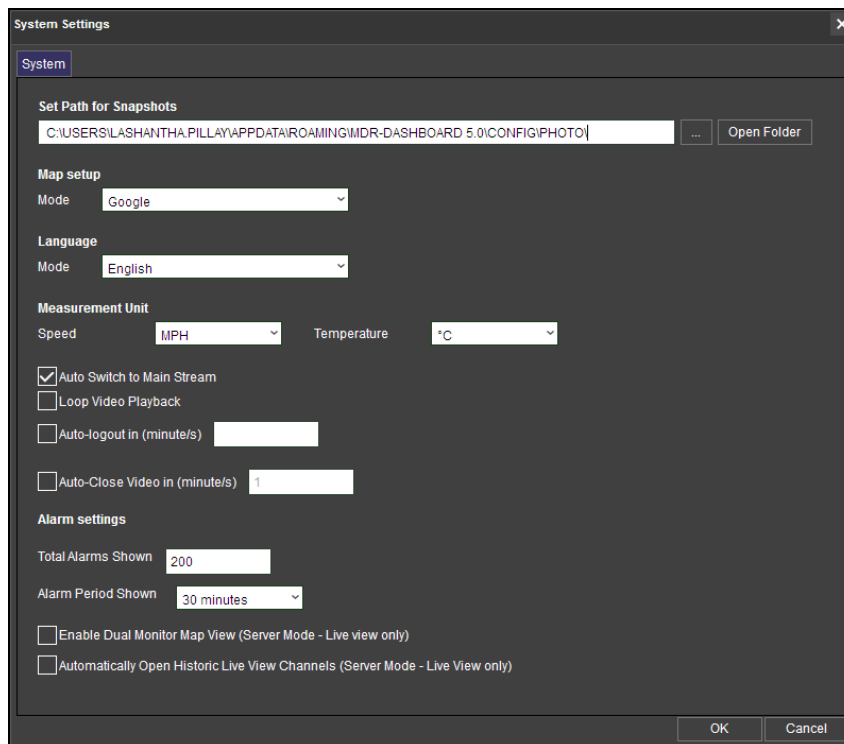 System Settings
System
Set Path for Snapshots
C:\USERS\LASHANTHA.PILLAY\APPDATA\ROAMING\MDR-DASHBOARD 5.0\CONFIG\PHOTO\
... Open Folder
Map setup
Mode Google
Language
Mode English
Measurement Unit
Speed MPH Temperature °C
Auto Switch to Main Stream
Loop Video Playback
Auto-logout in (minute/s)
Auto-Close Video in (minute/s) 1
Alarm settings
Total Alarms Shown 200
Alarm Period Shown 30 minutes
Enable Dual Monitor Map View (Server Mode - Live view only)
Automatically Open Historic Live View Channels (Server Mode - Live View only)
OK Cancel